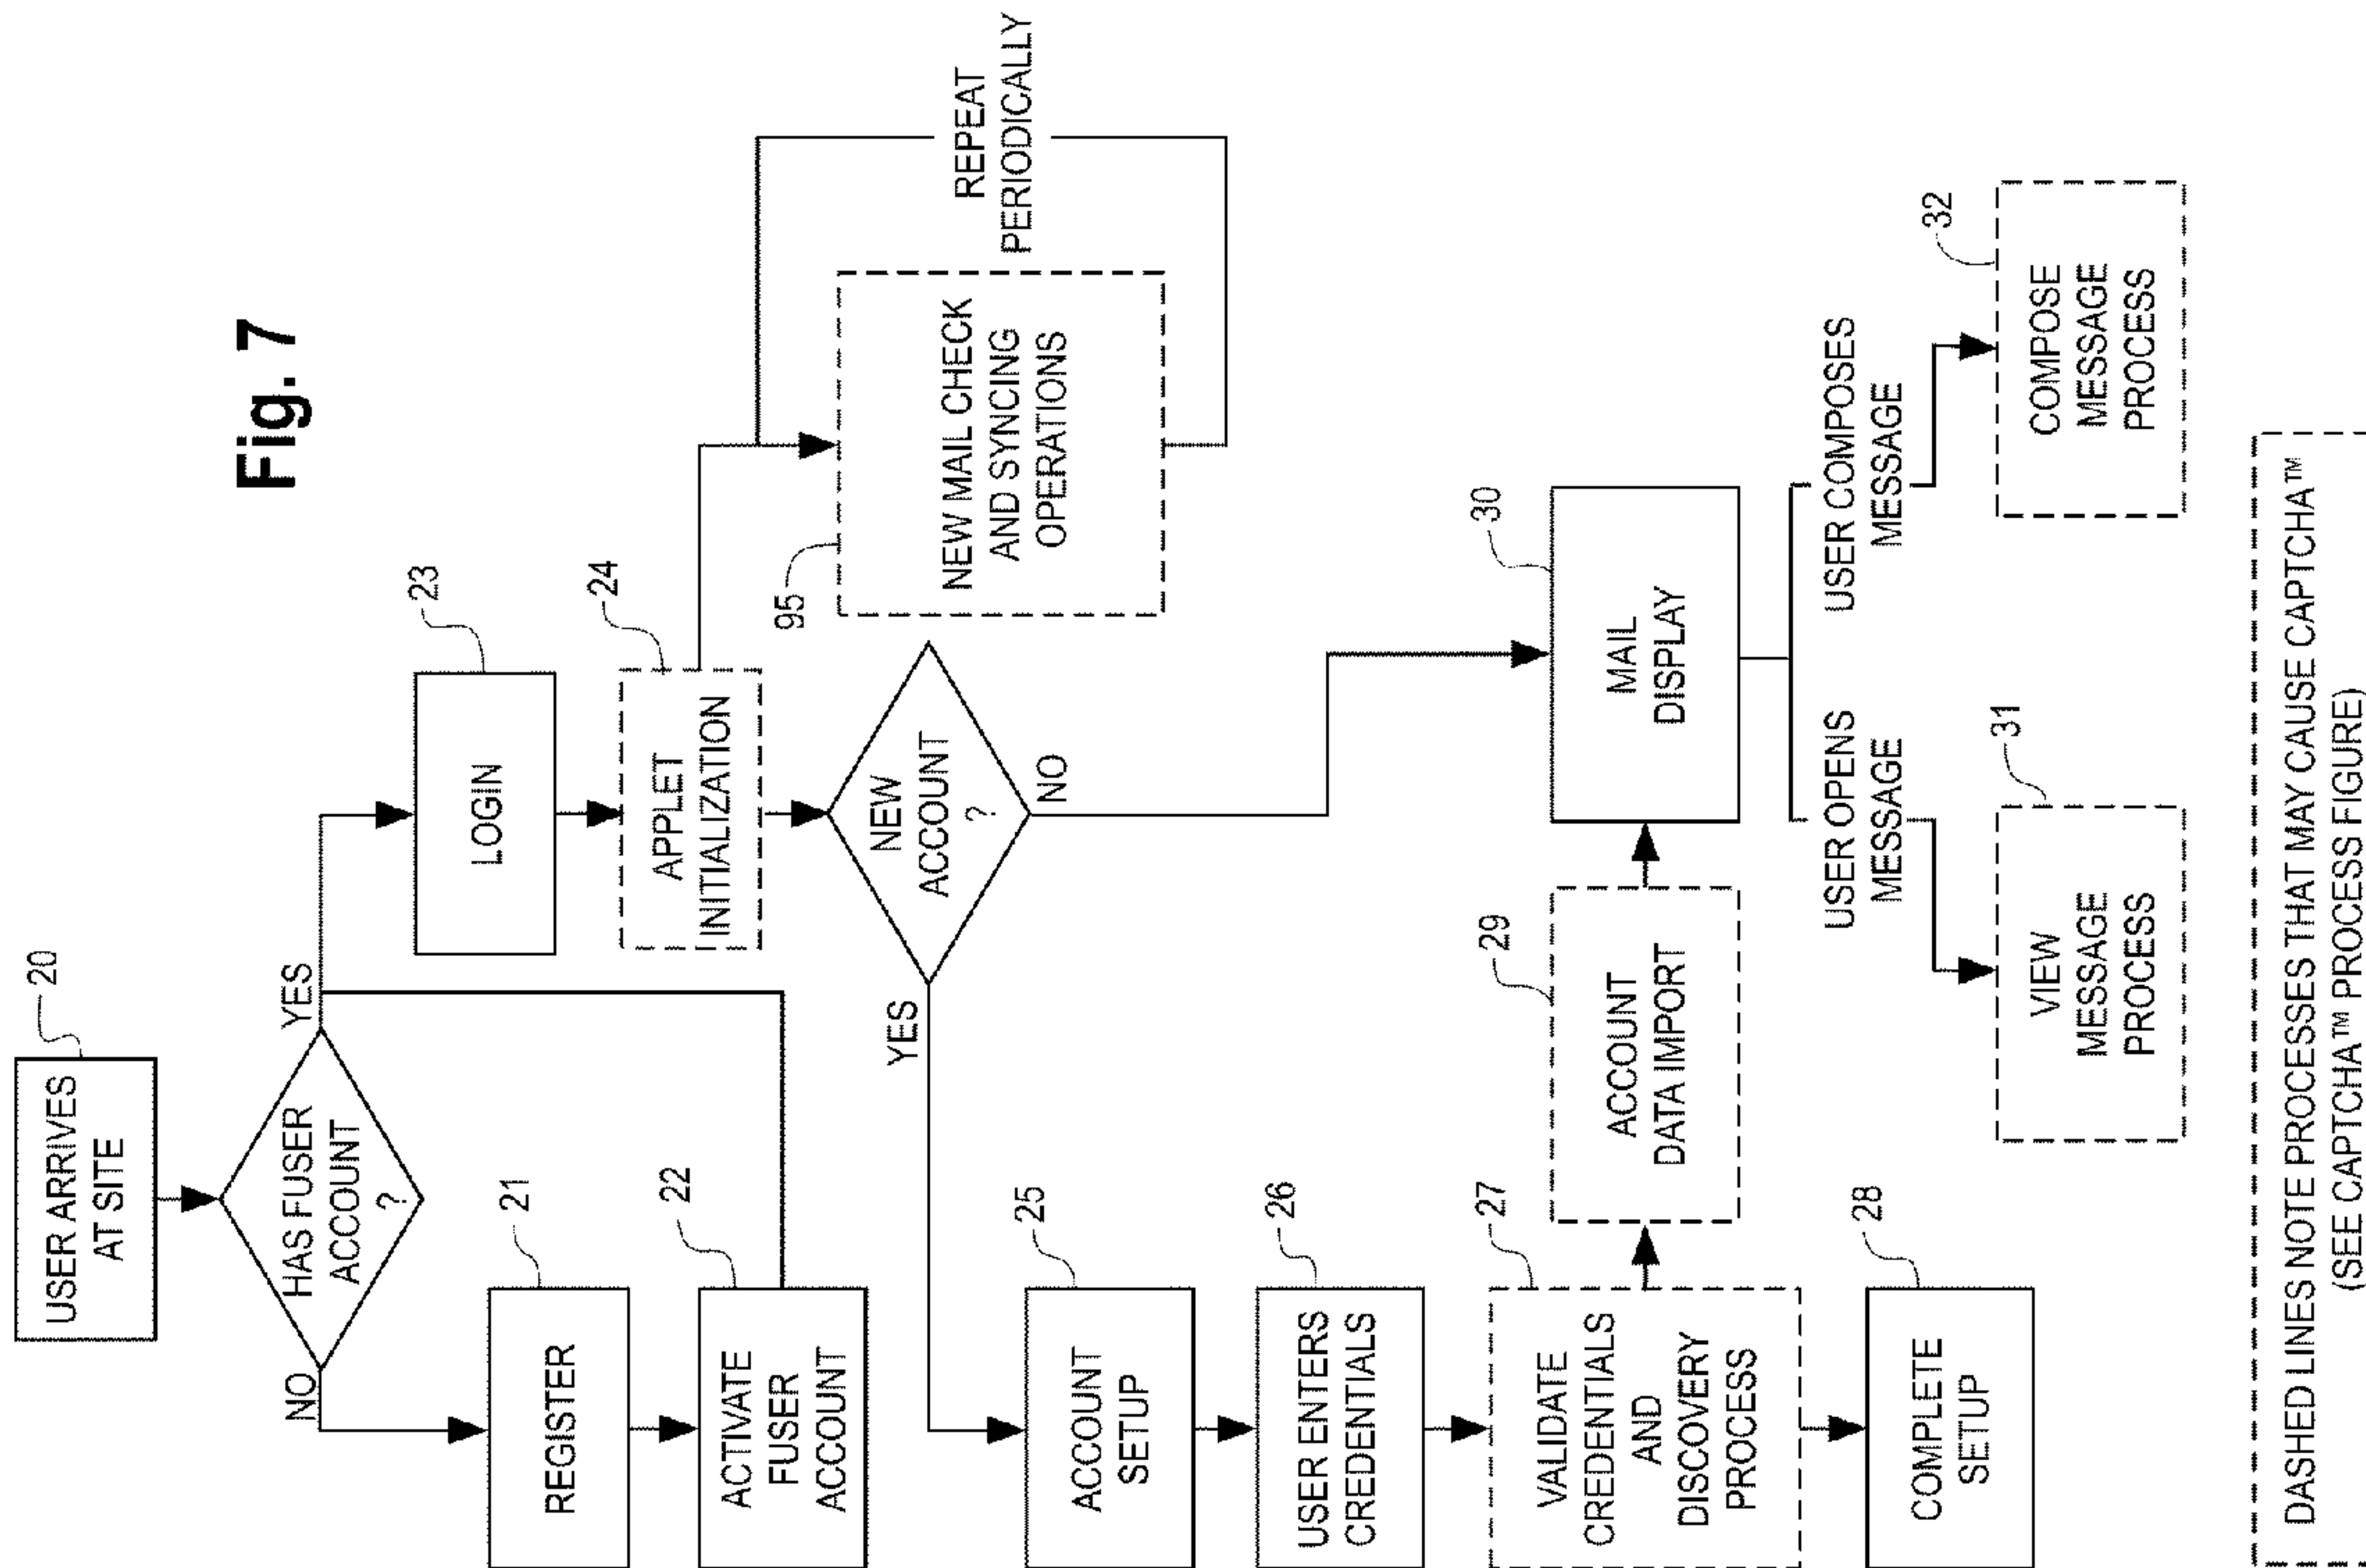 Fig. 7
USER ARRIVES
AT SITE
20
HAS FUSER
ACCOUNT
?
NO
YES
21
REGISTER
22
ACTIVATE
FUSER
ACCOUNT
23
LOGIN
24
APPLET
INITIALIZATION
95
NEW MAIL CHECK
AND SYNCING
OPERATIONS
REPEAT
PERIODICALLY
NEW
ACCOUNT
?
YES
NO
25
ACCOUNT
SETUP
26
USER ENTERS
CREDENTIALS
27
VALIDATE
CREDENTIALS
AND
DISCOVERY
PROCESS
28
COMPLETE
SETUP
29
ACCOUNT
DATA IMPORT
30
MAIL
DISPLAY
USER OPENS
MESSAGE
USER COMPOSES
MESSAGE
31
VIEW
MESSAGE
PROCESS
32
COMPOSE
MESSAGE
PROCESS
DASHED LINES NOTE PROCESSES THAT MAY CAUSE CAPTCHA™
(SEE CAPTCHA™ PROCESS FIGURE)